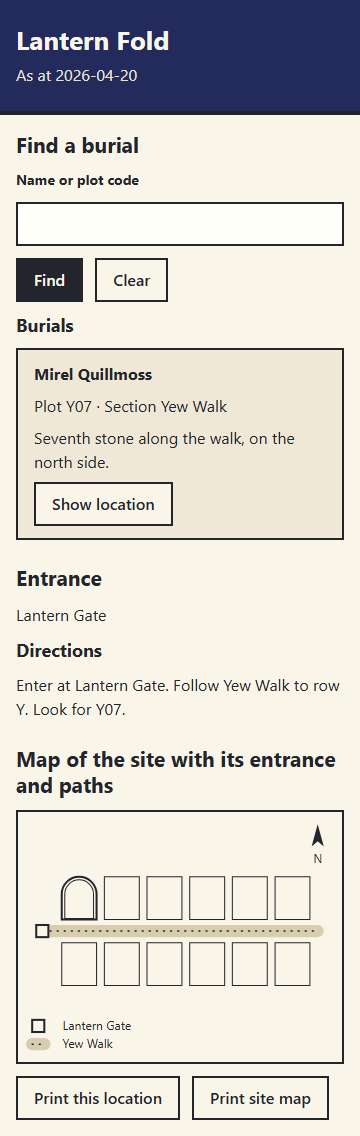 Lantern Fold
As at 2026-04-20
Find a burial
Name or plot code
Find
Clear
Burials
Mirel Quillmoss
Plot Y07 · Section Yew Walk
Seventh stone along the walk, on the
north side.
Show location
Entrance
Lantern Gate
Directions
Enter at Lantern Gate. Follow Yew Walk to row
Y. Look for Y07.
Map of the site with its entrance
and paths
N
Lantern Gate
Yew Walk
Print this location
Print site map